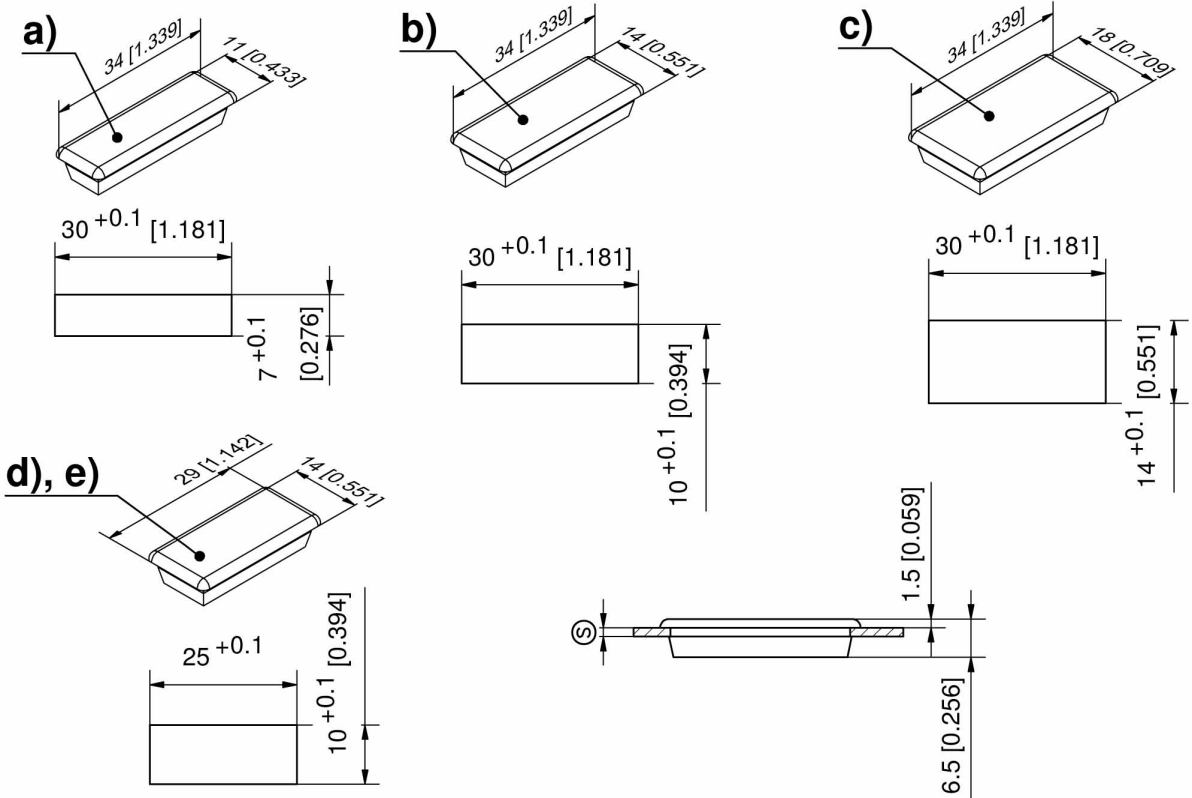 a)
34 [1.339]
11 [0.433]
30 +0.1 [1.181]
7 +0.1
[0.276]
b)
34 [1.339]
14 [0.551]
30 +0.1 [1.181]
10 +0.1 [0.394]
c)
34 [1.339]
18 [0.709]
30 +0.1 [1.181]
14 +0.1 [0.551]
d), e)
29 [1.142]
14 [0.551]
25 +0.1
10 +0.1 [0.394]
S
1.5 [0.059]
6.5 [0.256]